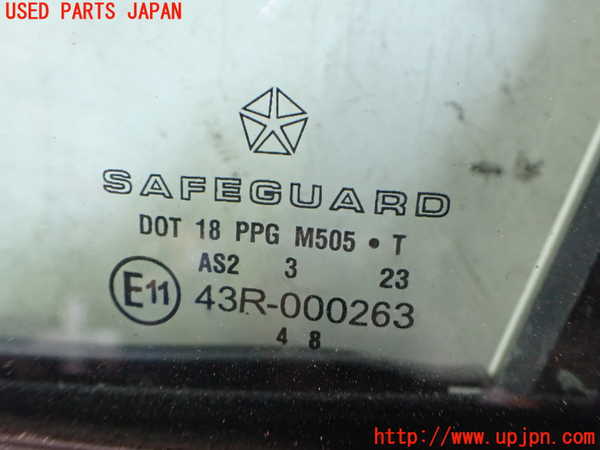 USED PARTS JAPAN
SAFEGUARD
DOT 18 PPG M505 • T
AS2 3 23
E11 43R-000263
4 8
http://www.upjpn.com/